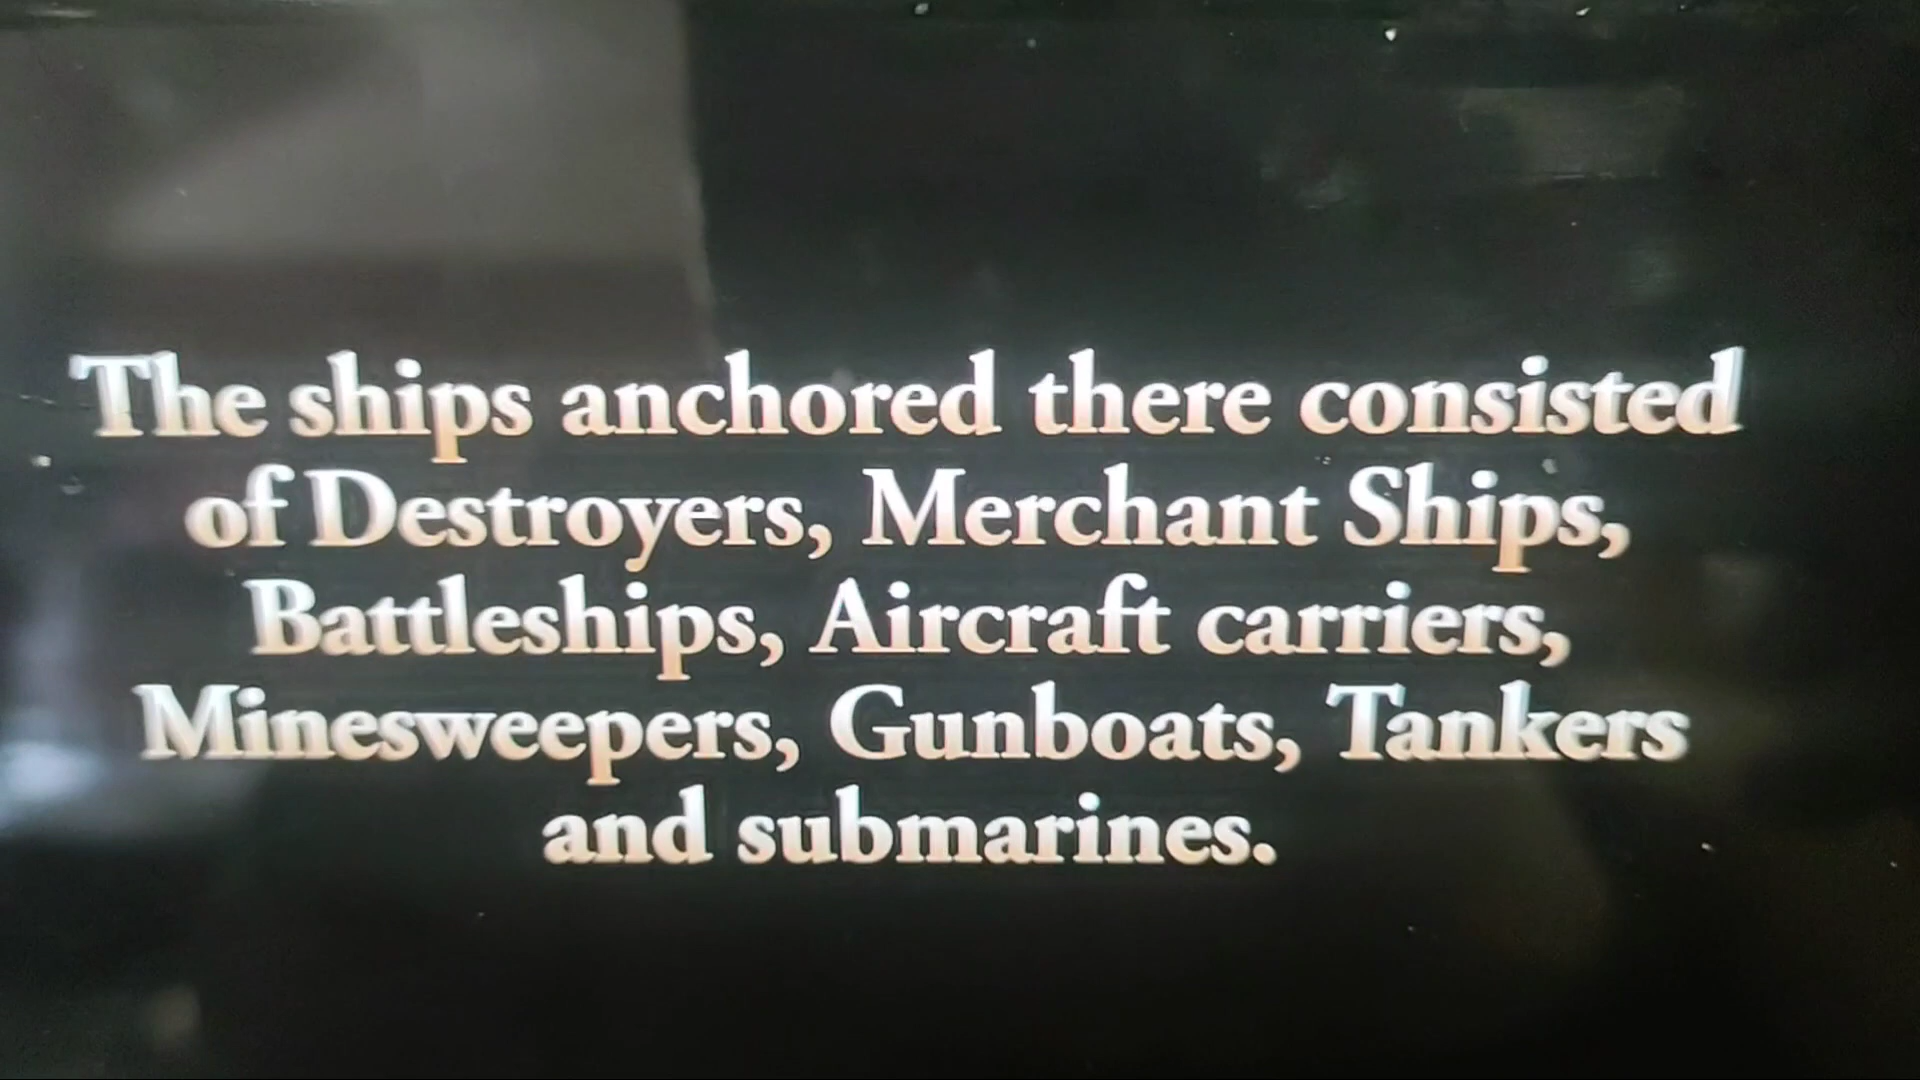 The ships anchored there consisted
of Destroyers, Merchant Ships,
Battleships, Aircraft carriers,
Minesweepers, Gunboats, Tankers
and submarines.